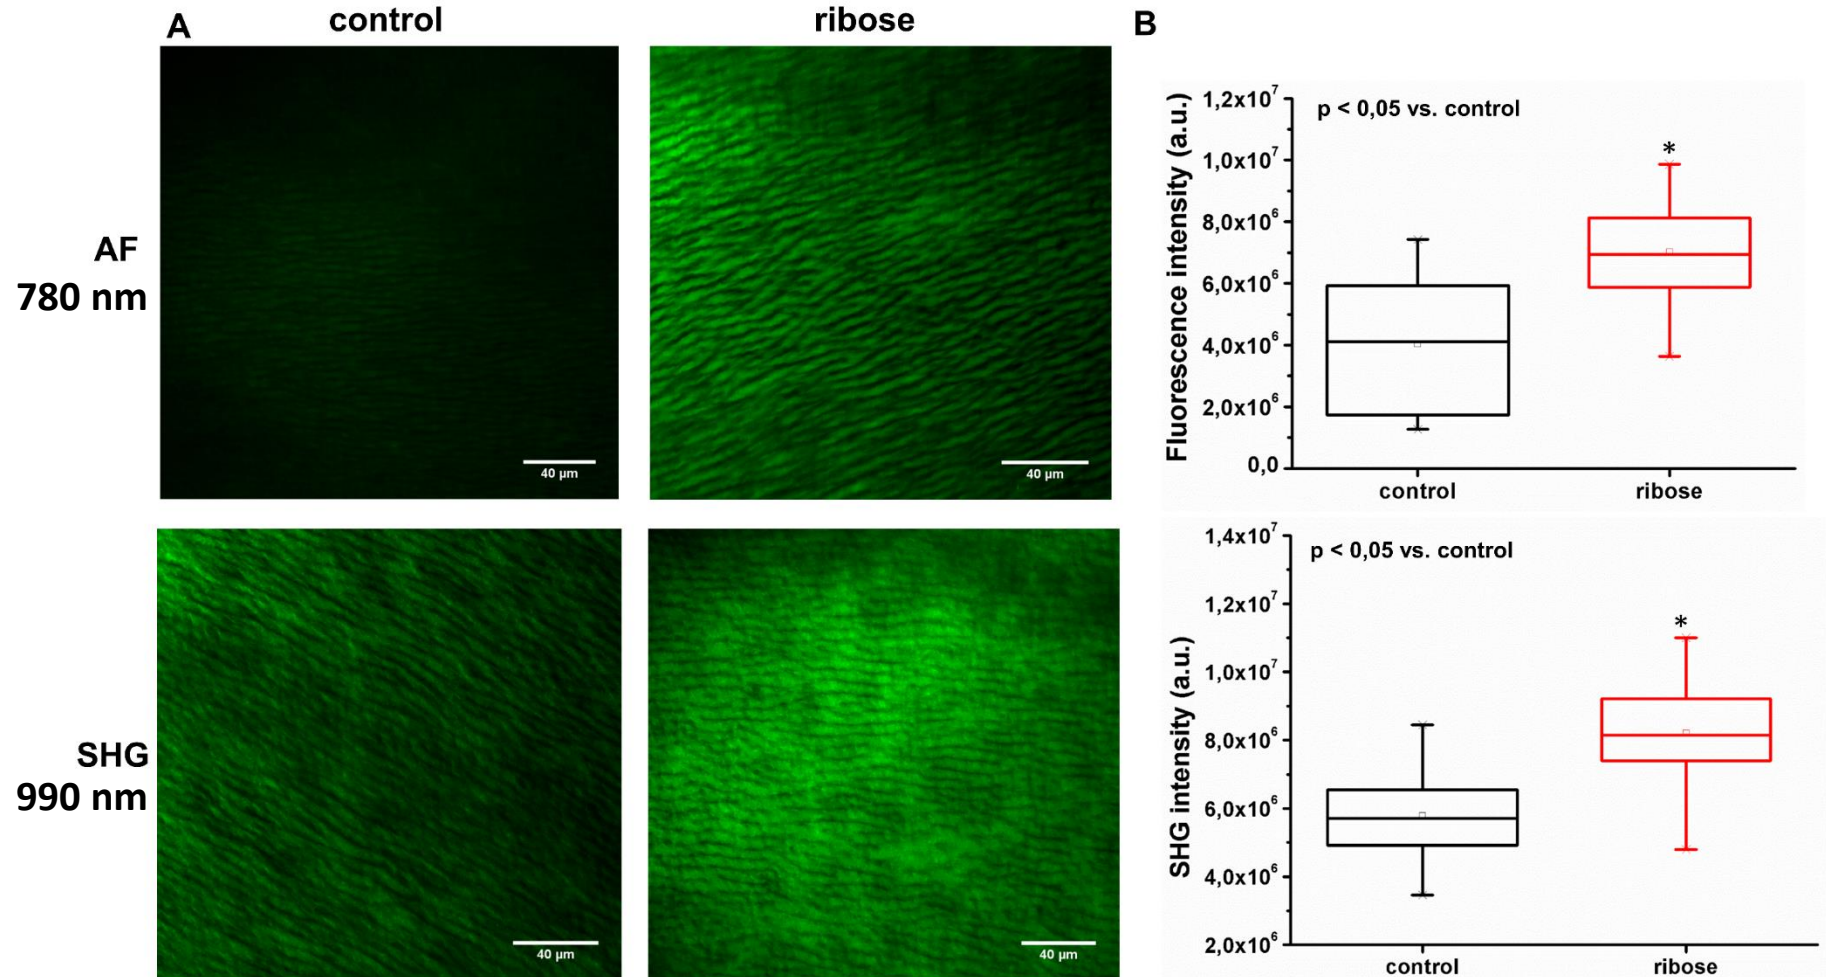 A
control
ribose
AF
780 nm
40 µm
40 µm
SHG
990 nm
40 µm
40 µm
B
Fluorescence intensity (a.u.)
p < 0,05 vs. control
1,2x10⁷
1,0x10⁷
8,0x10⁶
6,0x10⁶
4,0x10⁶
2,0x10⁶
0,0
*
control
ribose
SHG intensity (a.u.)
p < 0,05 vs. control
1,4x10⁷
1,2x10⁷
1,0x10⁷
8,0x10⁶
6,0x10⁶
4,0x10⁶
2,0x10⁶
*
control
ribose